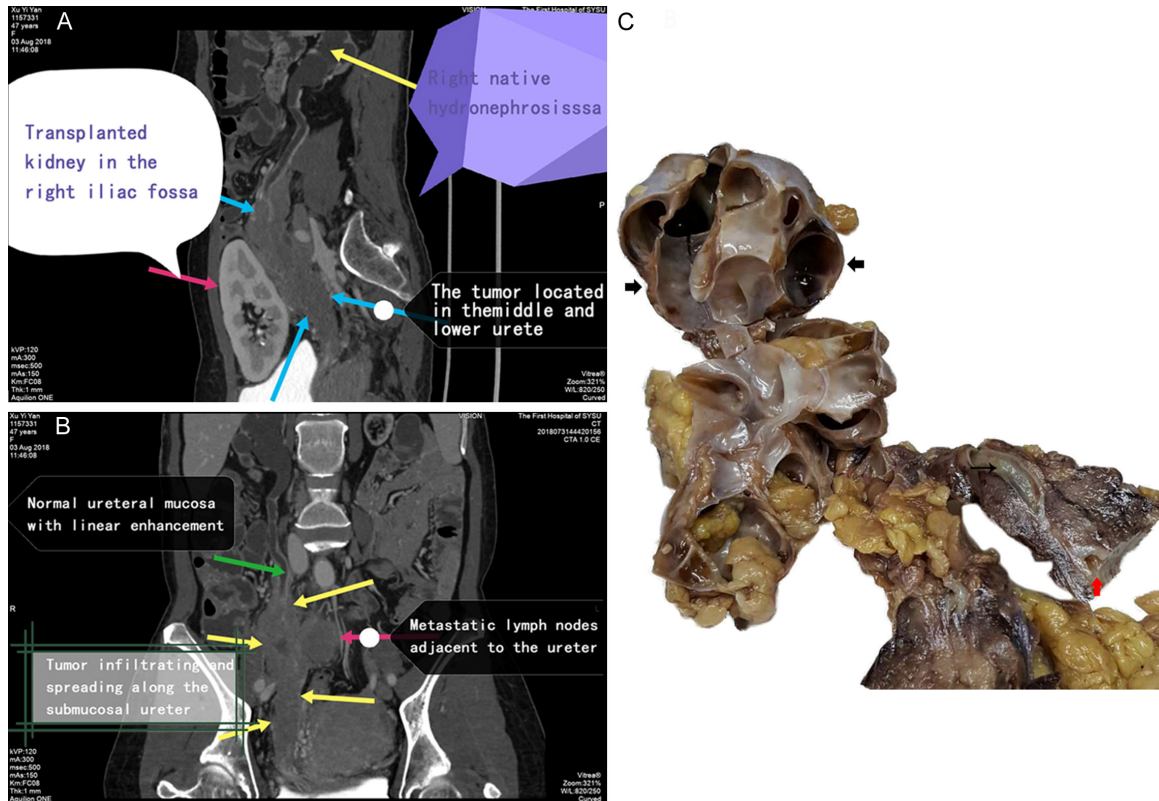 Xu Yi Yan
1157331
47 years
F
03 Aug 2018
11:46:08
A
VISION
The First Hospital of SYSU
Right native
hydronephrosisssa
Transplanted
kidney in the
right iliac fossa
P
The tumor located
in themiddle and
lower urete
kVP:120
mA:300
msec:500
mAs:150
Km:FC08
Thk:1 mm
Aquilion ONE
Vitrea®
Zoom:321%
W/L:820/250
Curved
Xu Yi Yan
1157331
47 years
F
03 Aug 2018
11:46:08
B
VISION
The First Hospital of SYSU
CT
20180731444201​56
CTA 1.0 CE
Normal ureteral mucosa
with linear enhancement
R
L
Metastatic lymph nodes
adjacent to the ureter
Tumor infiltrating and
spreading along the
submucosal ureter
kVP:120
mA:300
msec:500
mAs:150
Km:FC08
Thk:1 mm
Aquilion ONE
Vitrea®
Zoom:321%
W/L:820/250
Curved
C